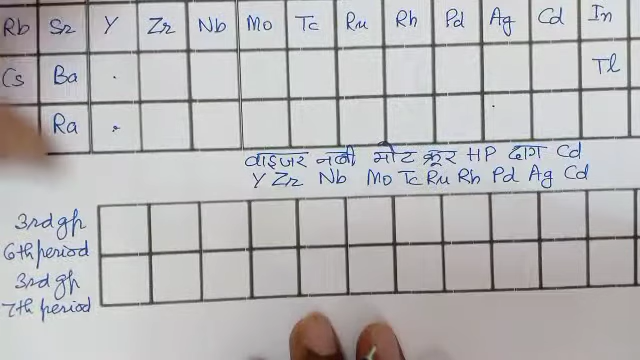 Rb Sr Y Zr Nb Mo Tc Ru Rh Pd Ag Cd In
Cs Ba Tl
Ra
वाइजर नबी मोट क्रूर HP दाग Cd
Y Zr Nb Mo Tc Ru Rh Pd Ag Cd
3rd gp
6th period
3rd gp
7th period